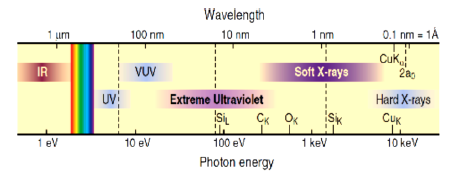 Wavelength
1 μm 100 nm 10 nm 1 nm 0.1 nm = 1Å
CuKα
IR VUV Soft X-rays 2a₀
UV Extreme Ultraviolet Hard X-rays
SiL CK OK SiK CuK
1 eV 10 eV 100 eV 1 keV 10 keV
Photon energy